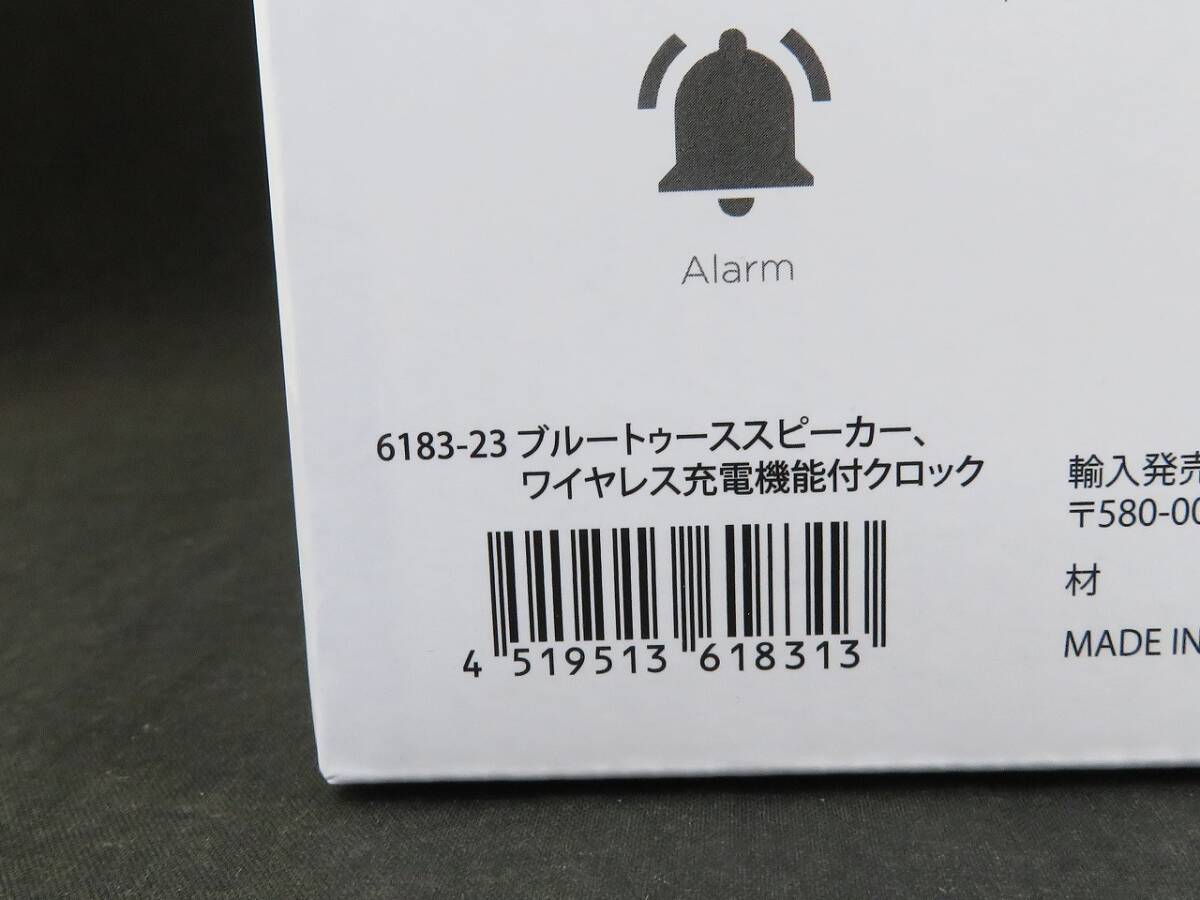 Alarm
6183-23 ブルートゥーススピーカー、
ワイヤレス充電機能付クロック
4 519513 618313
輸入発売
〒580-00
材
MADE IN